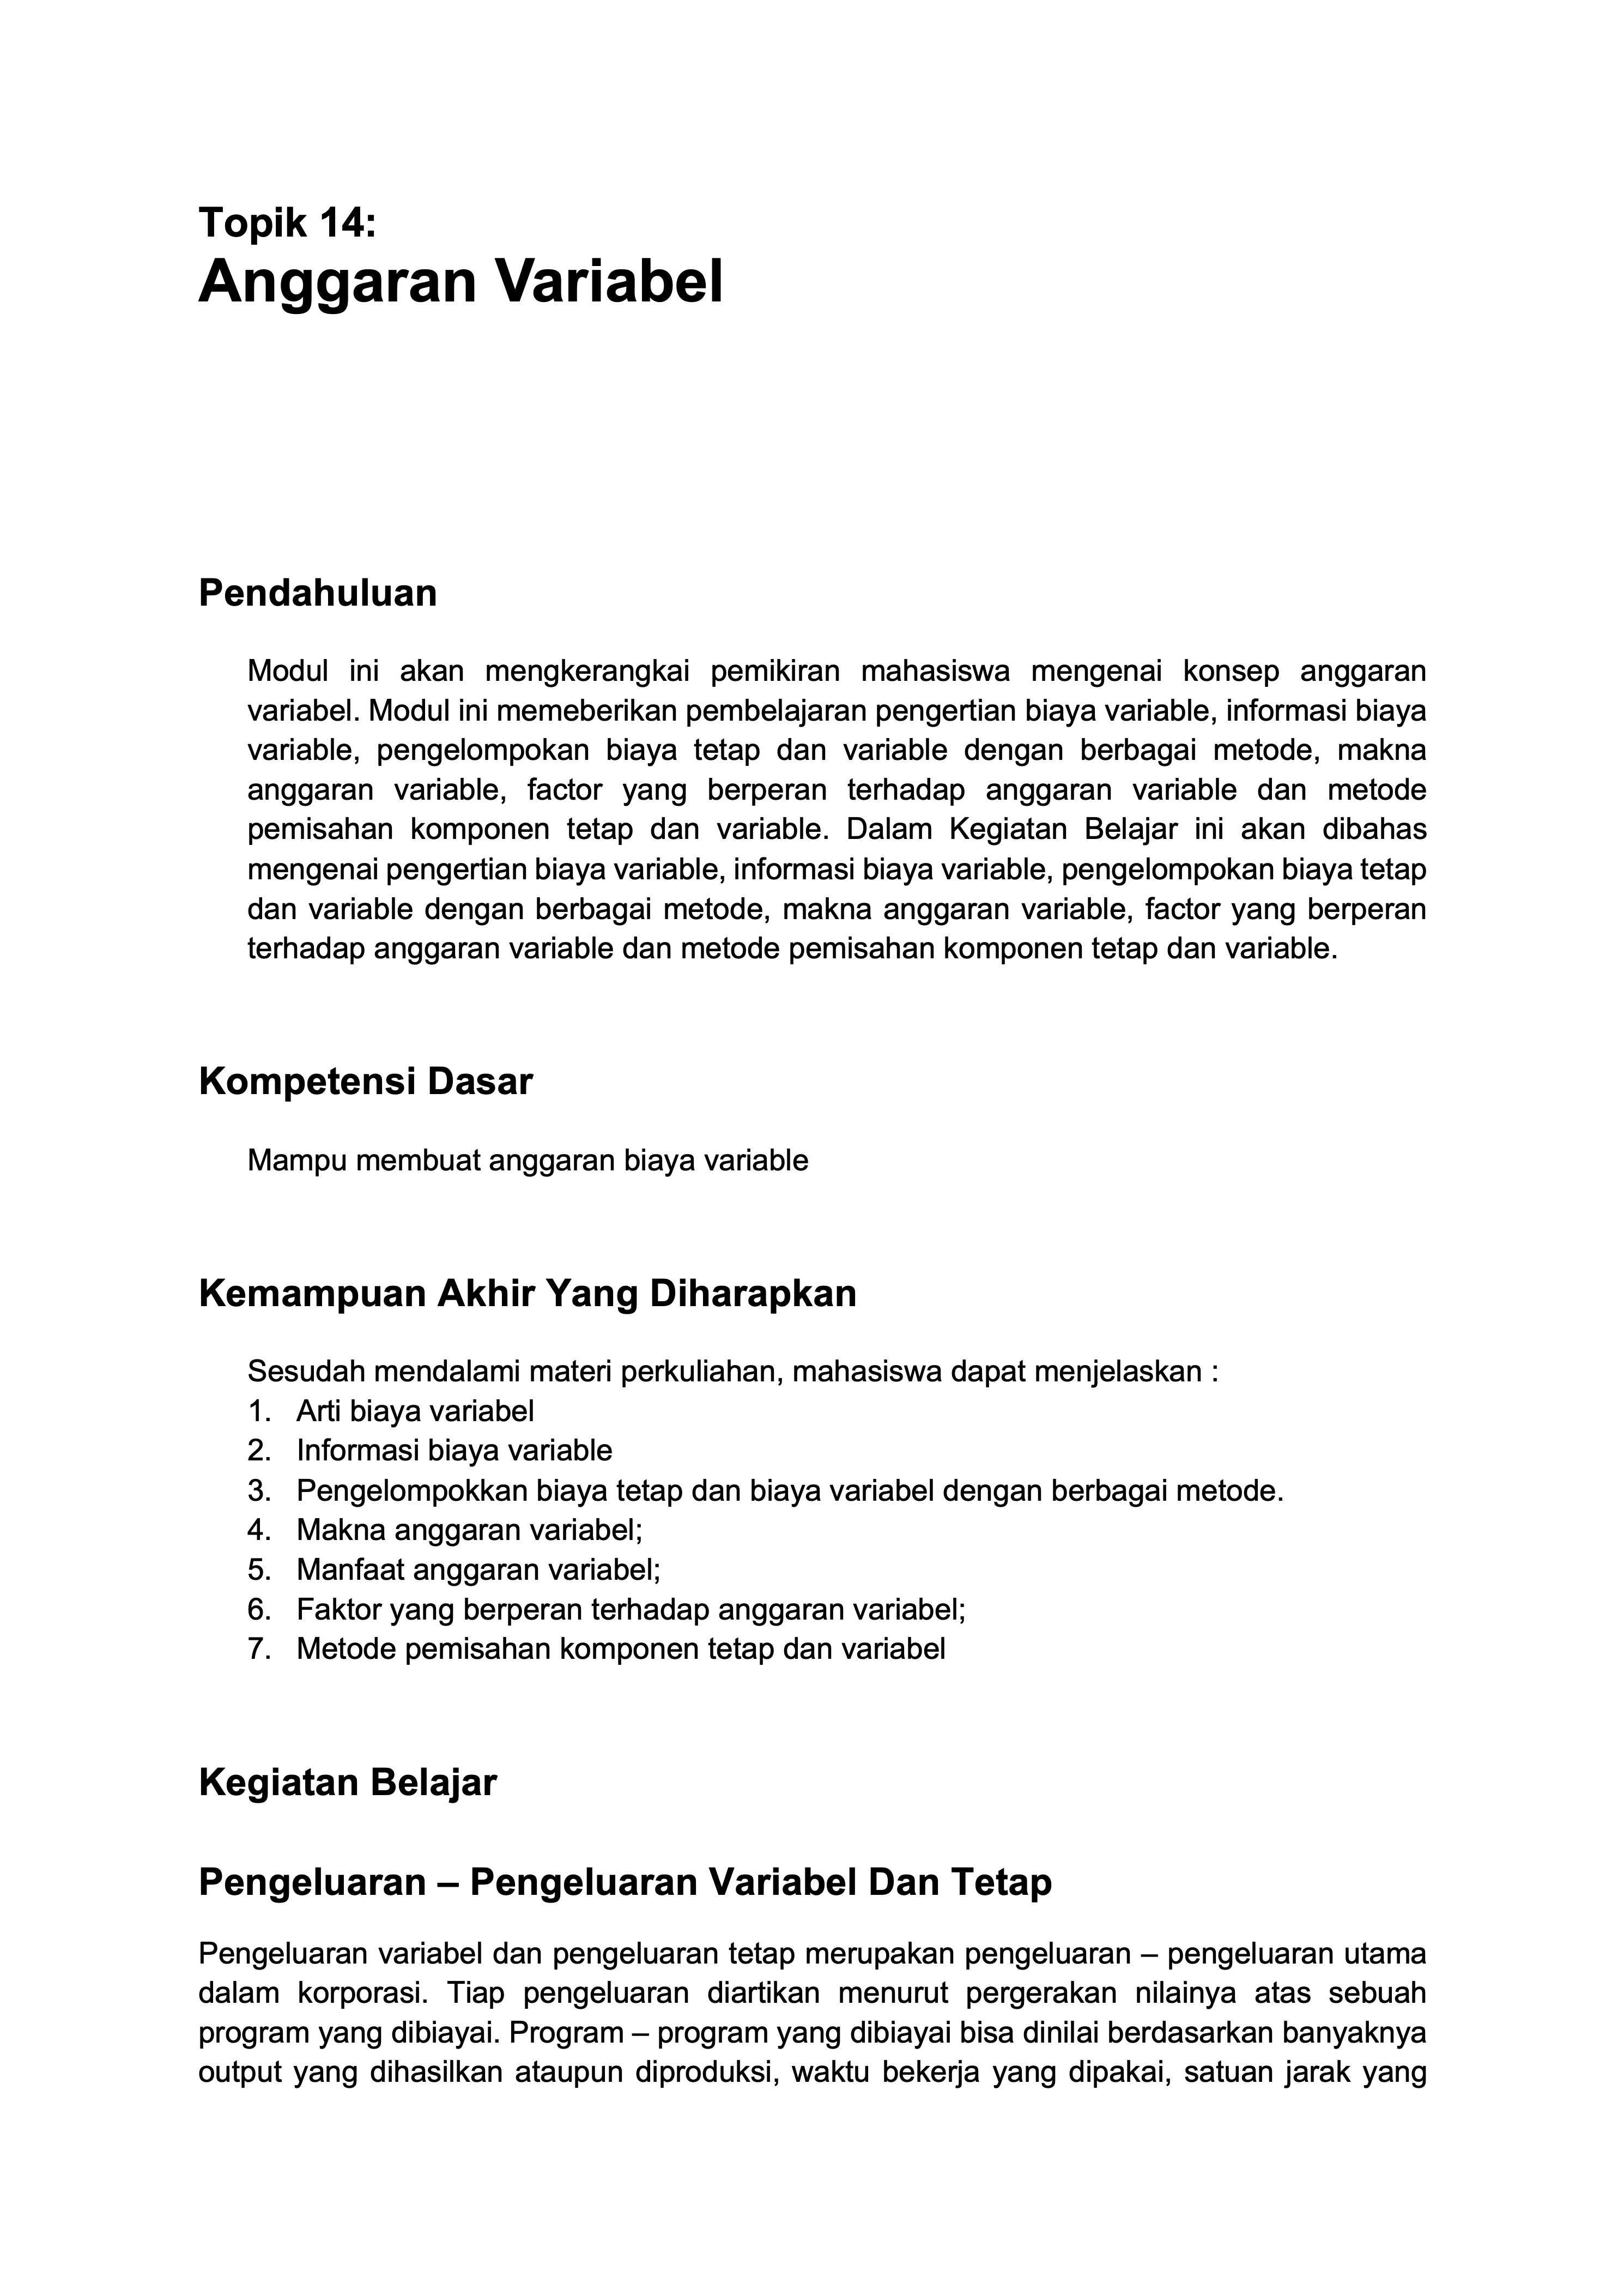 Topik 14:
Anggaran Variabel
Pendahuluan
Modul ini akan mengkerangkai pemikiran mahasiswa mengenai konsep anggaran
variabel. Modul ini memeberikan pembelajaran pengertian biaya variable, informasi biaya
variable, pengelompokan biaya tetap dan variable dengan berbagai metode, makna
anggaran variable, factor yang berperan terhadap anggaran variable dan metode
pemisahan komponen tetap dan variable. Dalam Kegiatan Belajar ini akan dibahas
mengenai pengertian biaya variable, informasi biaya variable, pengelompokan biaya tetap
dan variable dengan berbagai metode, makna anggaran variable, factor yang berperan
terhadap anggaran variable dan metode pemisahan komponen tetap dan variable.
Kompetensi Dasar
Mampu membuat anggaran biaya variable
Kemampuan Akhir Yang Diharapkan
Sesudah mendalami materi perkuliahan, mahasiswa dapat menjelaskan :
1. Arti biaya variabel
2. Informasi biaya variable
3. Pengelompokkan biaya tetap dan biaya variabel dengan berbagai metode.
4. Makna anggaran variabel;
5. Manfaat anggaran variabel;
6. Faktor yang berperan terhadap anggaran variabel;
7. Metode pemisahan komponen tetap dan variabel
Kegiatan Belajar
Pengeluaran – Pengeluaran Variabel Dan Tetap
Pengeluaran variabel dan pengeluaran tetap merupakan pengeluaran – pengeluaran utama
dalam korporasi. Tiap pengeluaran diartikan menurut pergerakan nilainya atas sebuah
program yang dibiayai. Program – program yang dibiayai bisa dinilai berdasarkan banyaknya
output yang dihasilkan ataupun diproduksi, waktu bekerja yang dipakai, satuan jarak yang